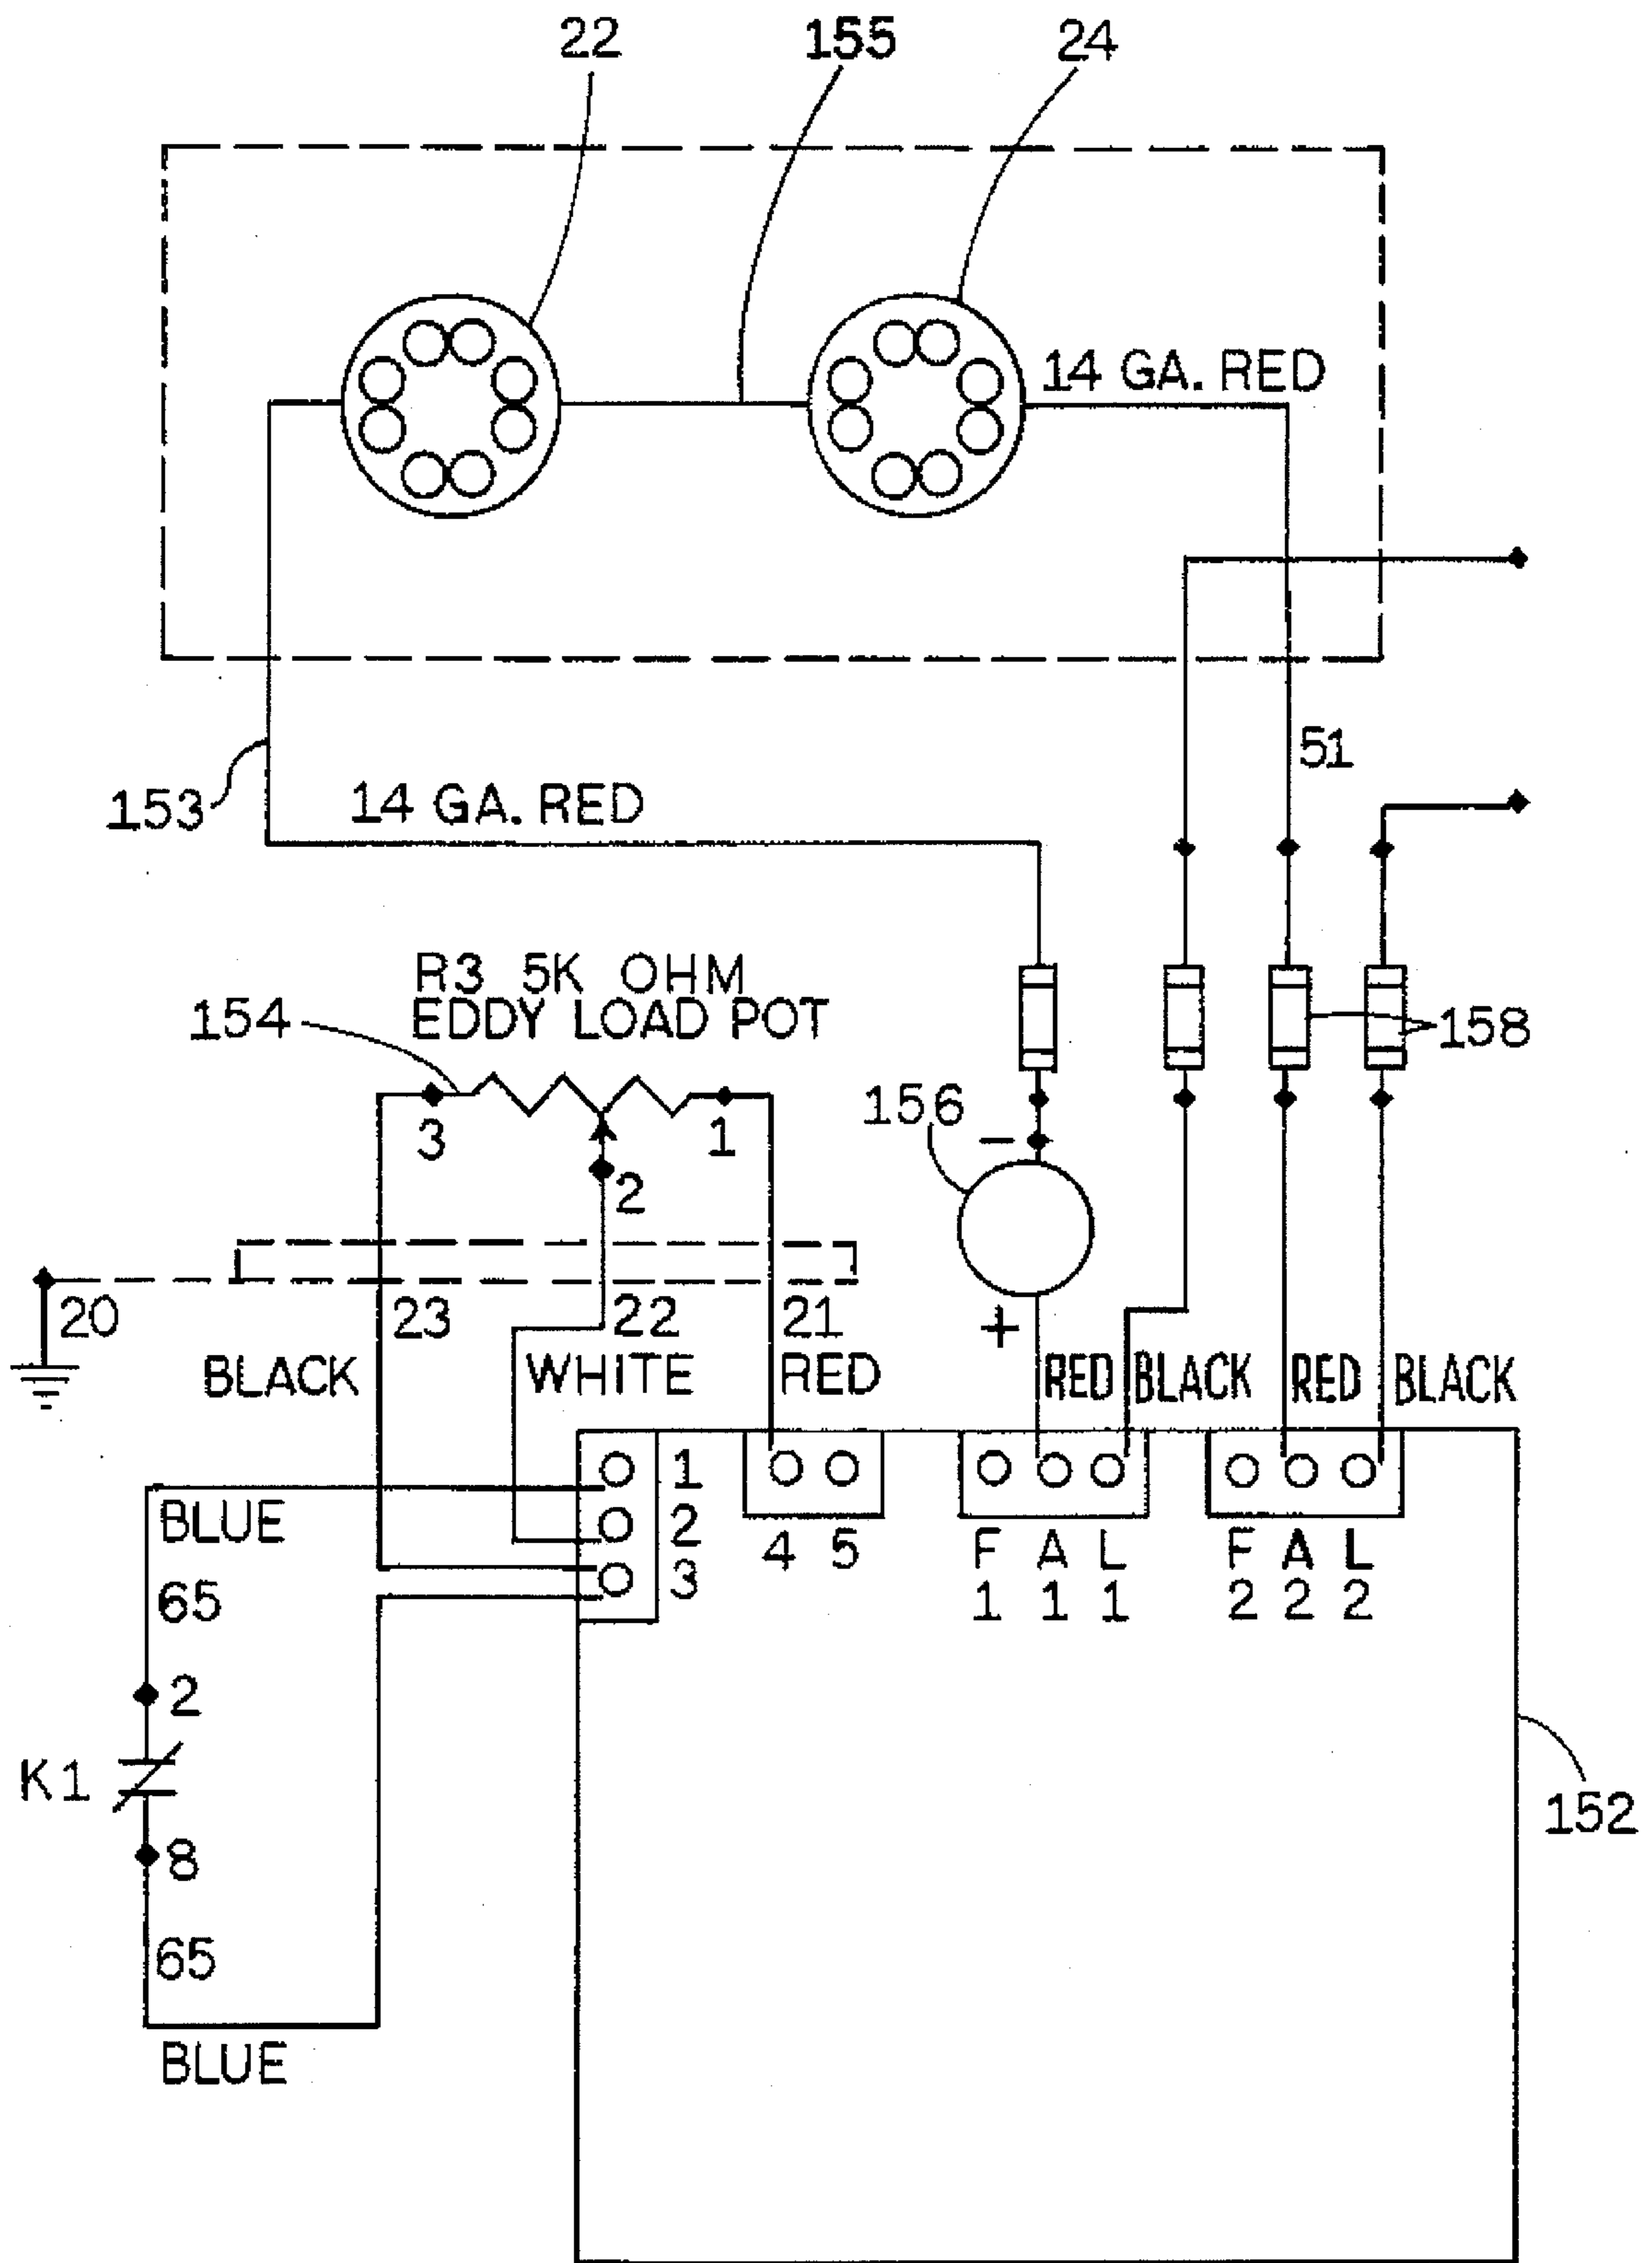 22 155 24
14 GA. RED
51
153
14 GA. RED
R3 5K OHM
EDDY LOAD POT
154
158
3 1
2
156
-
+
20 23 22 21
BLACK WHITE RED
RED BLACK RED BLACK
1
2
3
4 5
F A L F A L
1 1 1 2 2 2
BLUE
65
2
K1
8
65
BLUE
152